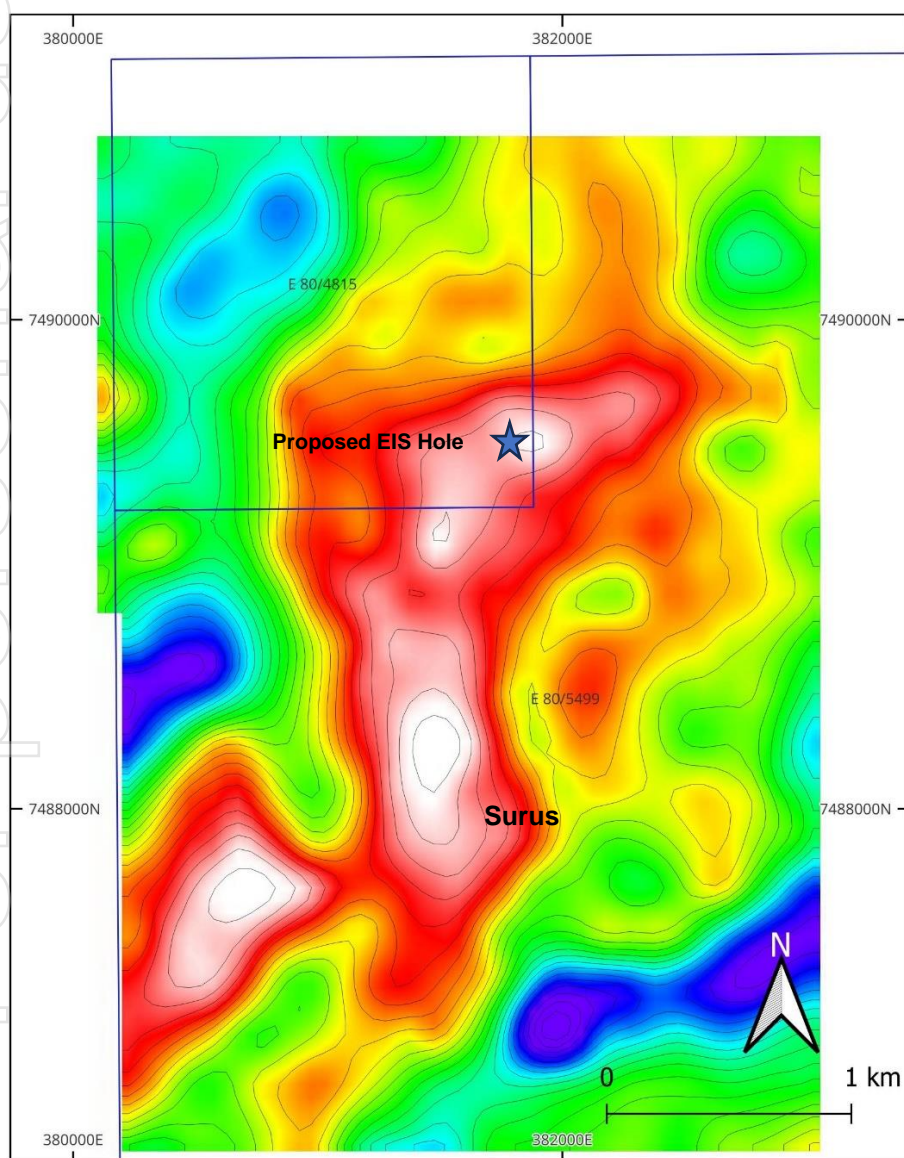 380000E 382000E
E 80/4815
7490000N 7490000N
Proposed EIS Hole
E 80/5499
7488000N 7488000N
Surus
N
0 1 km
380000E 382000E